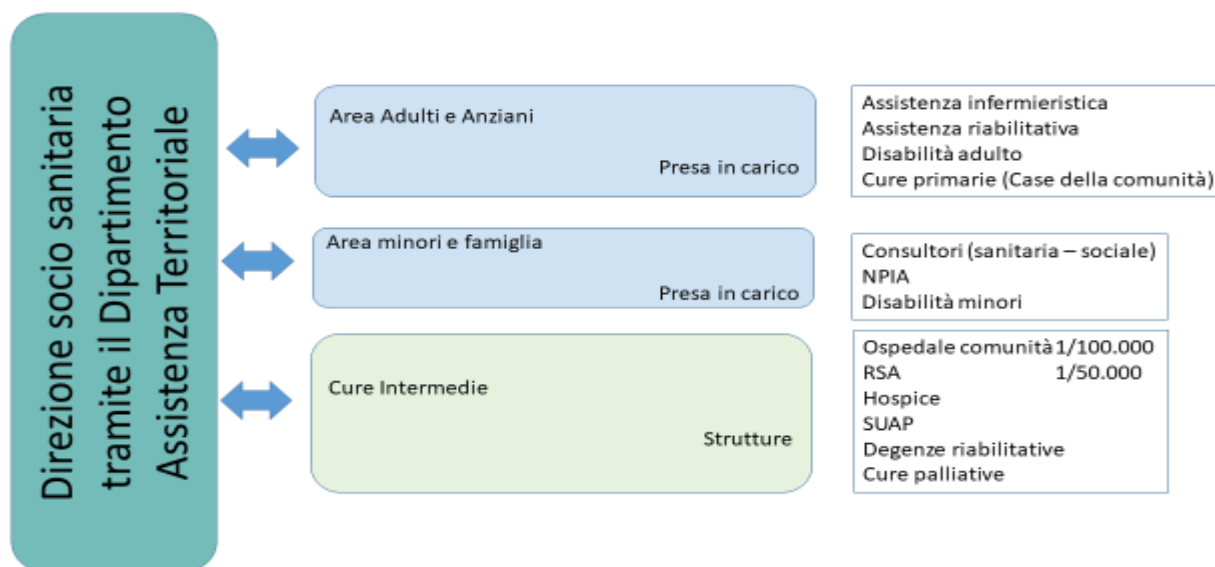 Direzione socio sanitaria
tramite il Dipartimento
Assistenza Territoriale
Area Adulti e Anziani
Presa in carico
Assistenza infermieristica
Assistenza riabilitativa
Disabilità adulto
Cure primarie (Case della comunità)
Area minori e famiglia
Presa in carico
Consultori (sanitaria – sociale)
NPIA
Disabilità minori
Cure Intermedie
Strutture
Ospedale comunità 1/100.000
RSA 1/50.000
Hospice
SUAP
Degenze riabilitative
Cure palliative